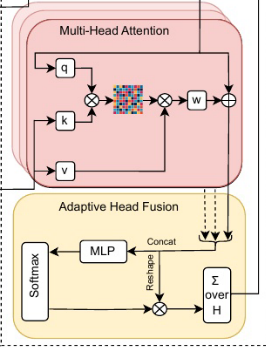 Multi-Head Attention
q
k
v
w
Adaptive Head Fusion
Softmax
MLP
Concat
Reshape
Σ
over
H